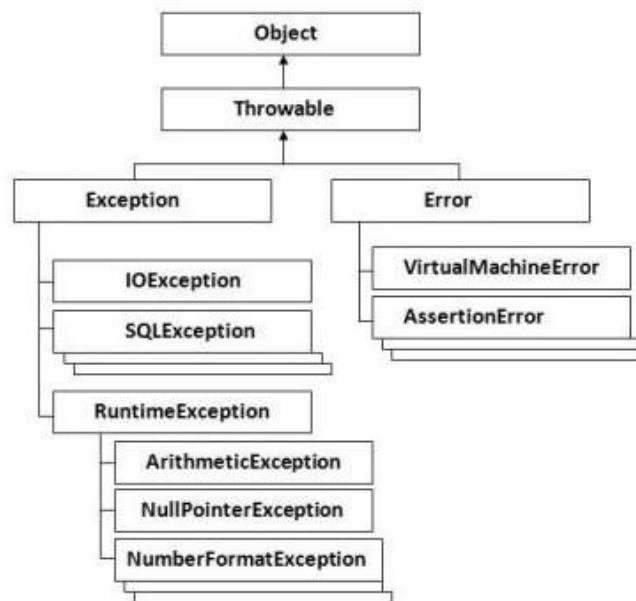 Object
Throwable
Exception
Error
IOException
VirtualMachineError
SQLException
AssertionError
RuntimeException
ArithmeticException
NullPointerException
NumberFormatException